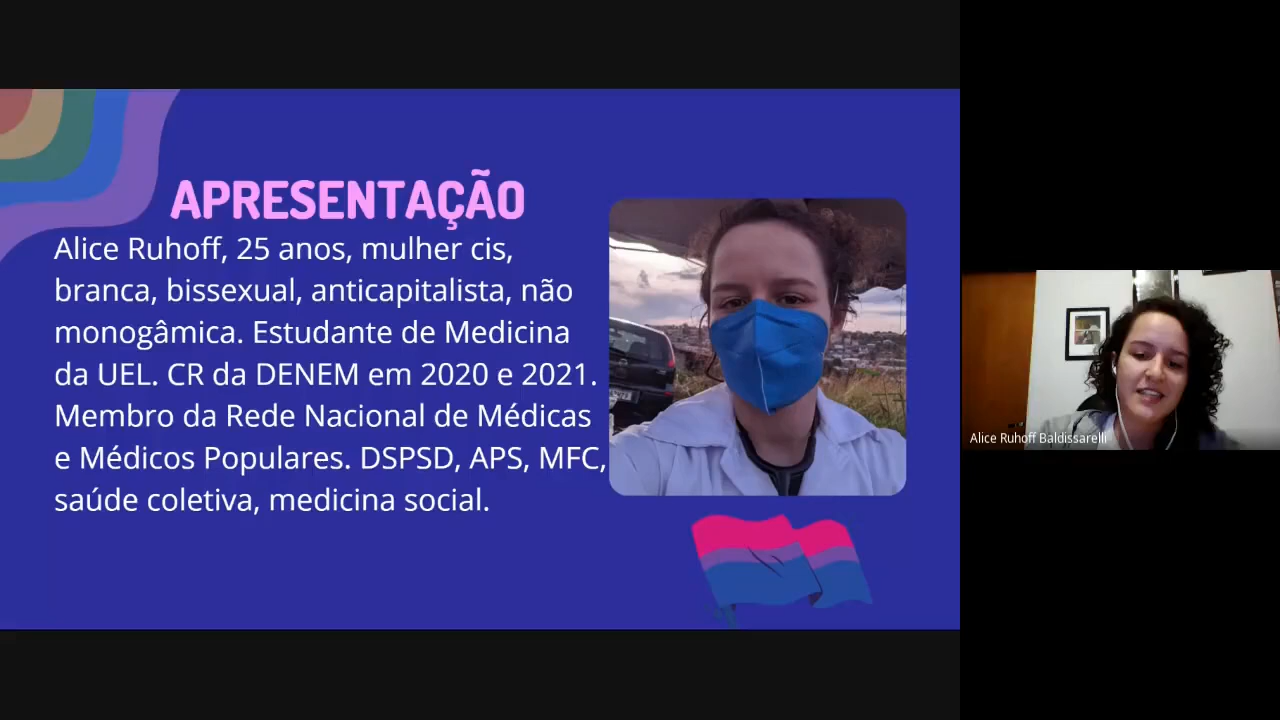 APRESENTAÇÃO
Alice Ruhoff, 25 anos, mulher cis,
branca, bissexual, anticapitalista, não
monogâmica. Estudante de Medicina
da UEL. CR da DENEM em 2020 e 2021.
Membro da Rede Nacional de Médicas
e Médicos Populares. DSPSD, APS, MFC,
saúde coletiva, medicina social.
Alice Ruhoff Baldissarelli